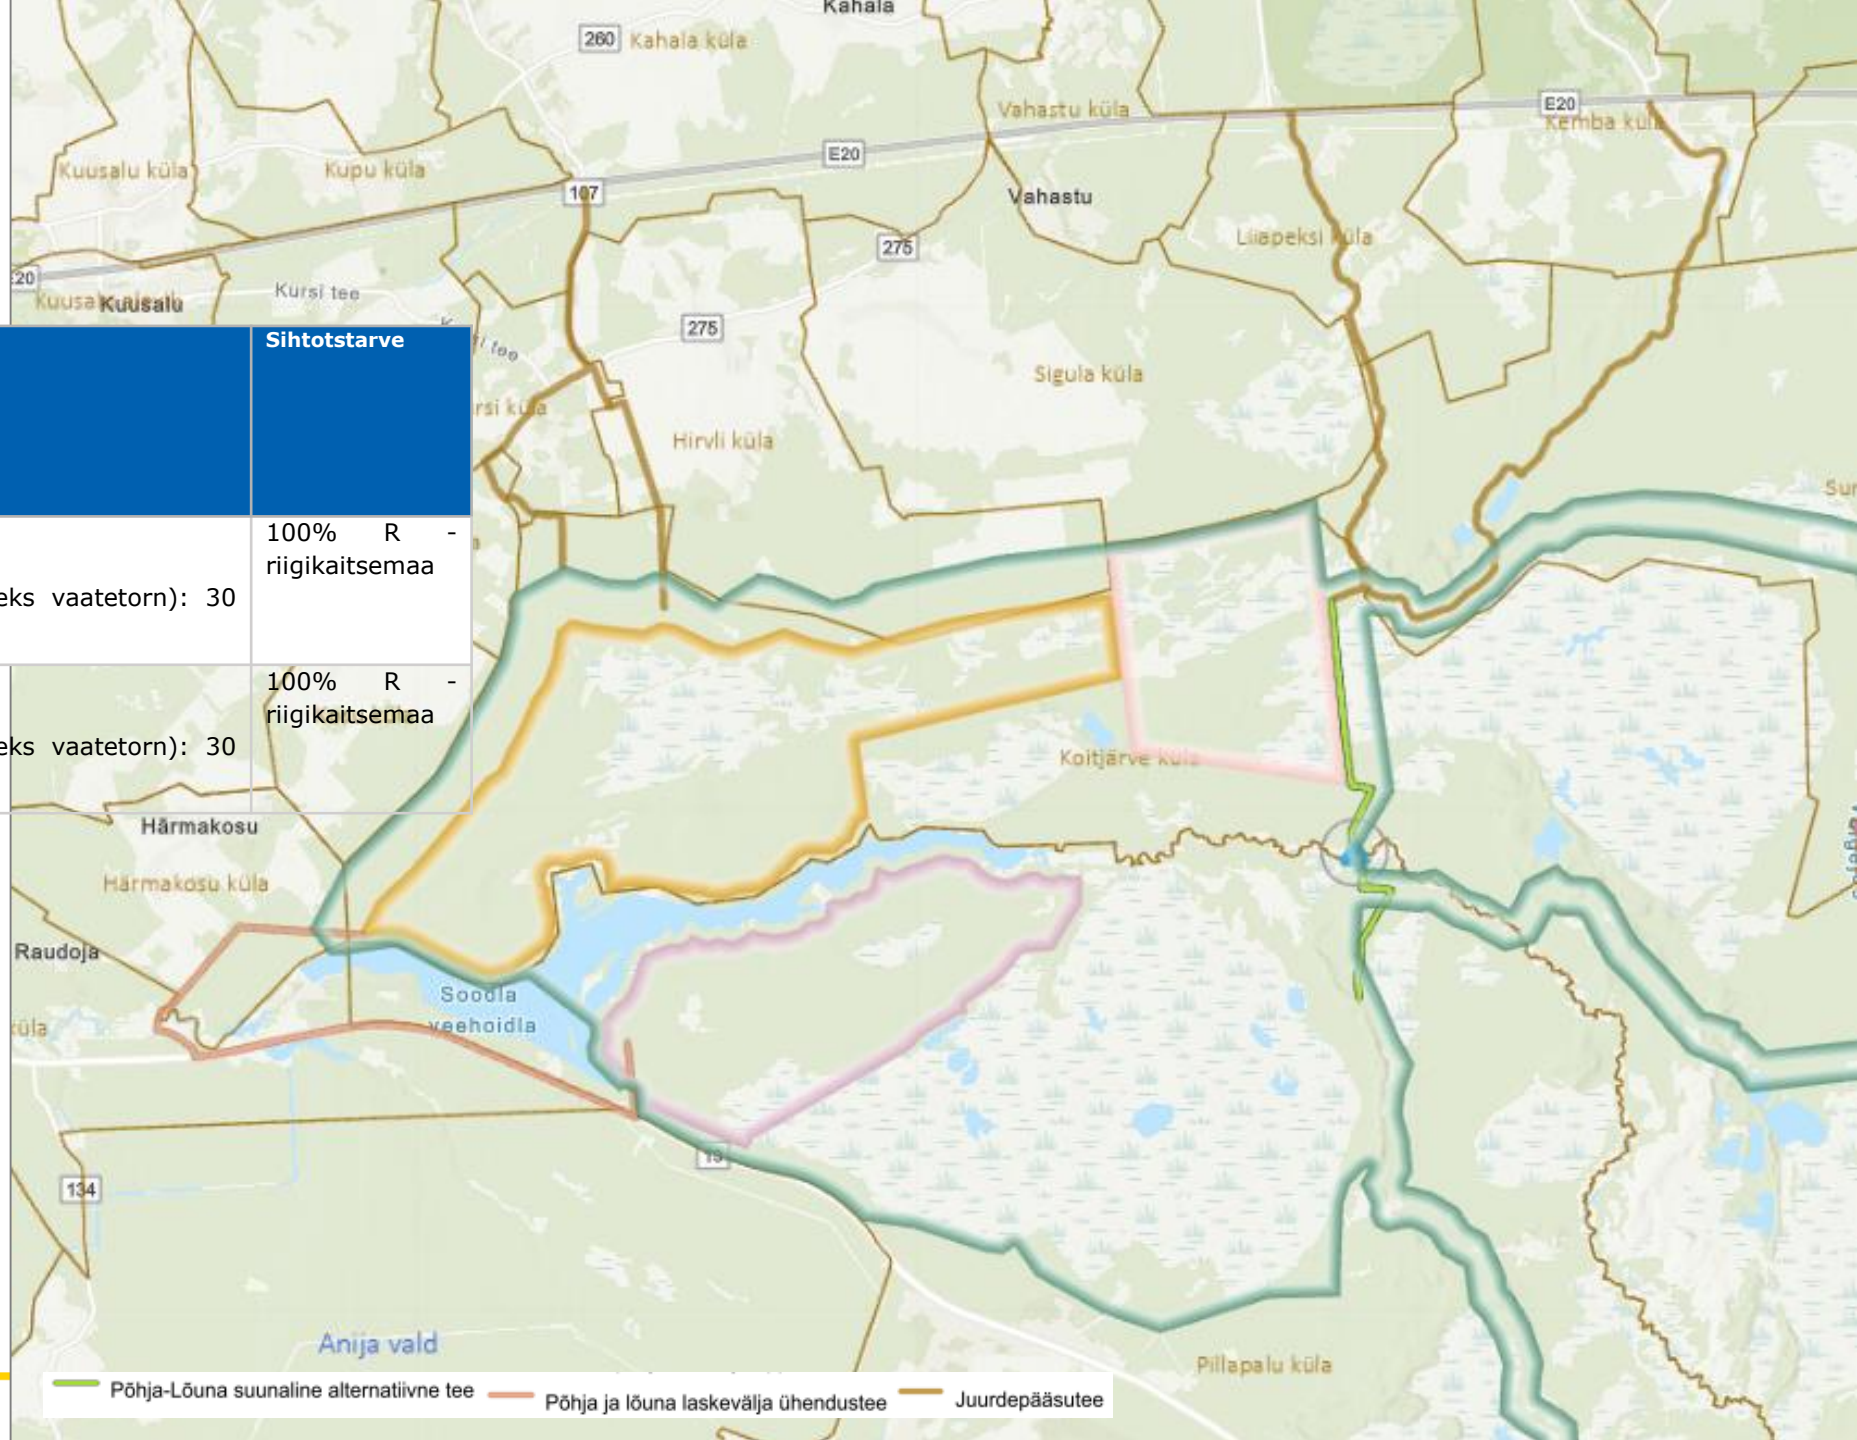 Kahala
260
Kahala küla
Vahastu küla
E20
Kemba küla
Kuusalu küla
Kupu küla
E20
107
Vahastu
Liiapeksi küla
275
Kursi tee
Kuusalu
275
Sihtotstarve
Sigula küla
Hirvli küla
100% R -
riigikaitsemaa
eks vaatetorn): 30
100% R -
riigikaitsemaa
eks vaatetorn): 30
Koitjärve küla
Härmakosu
Härmakosu küla
Raudoja
Soodla
veehoidla
küla
134
Anija vald
Pillapalu küla
Põhja-Lõuna suunaline alternatiivne tee
Põhja ja lõuna laskevälja ühendustee
Juurdepääsutee